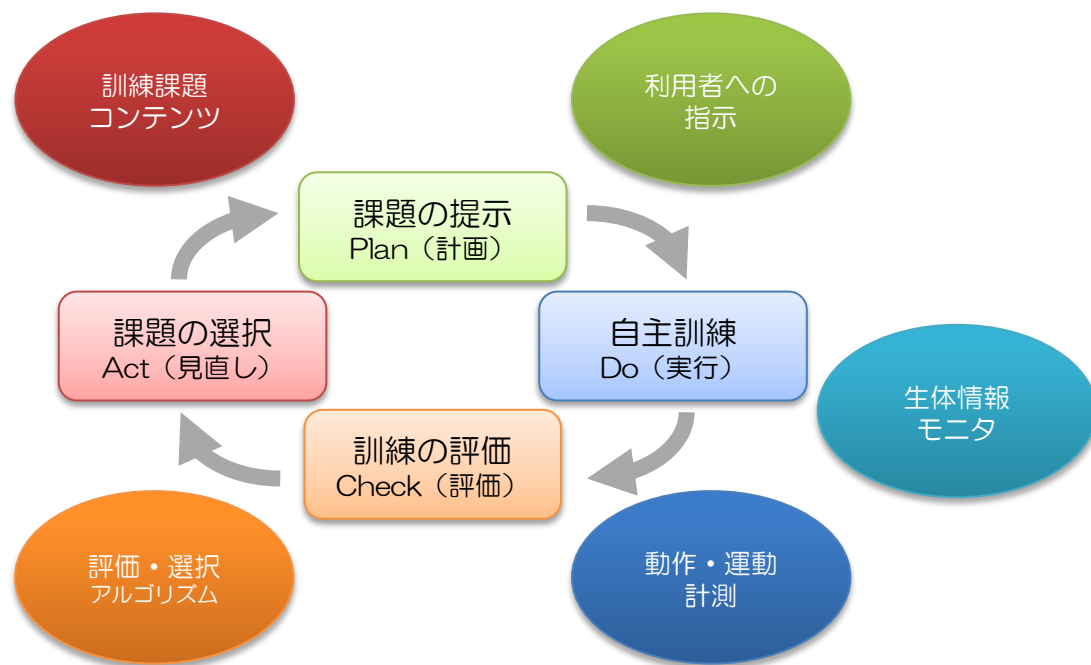 訓練課題
コンテンツ
利用者への
指示
課題の提示
Plan（計画）
課題の選択
Act（見直し）
自主訓練
Do（実行）
生体情報
モニタ
訓練の評価
Check（評価）
評価・選択
アルゴリズム
動作・運動
計測